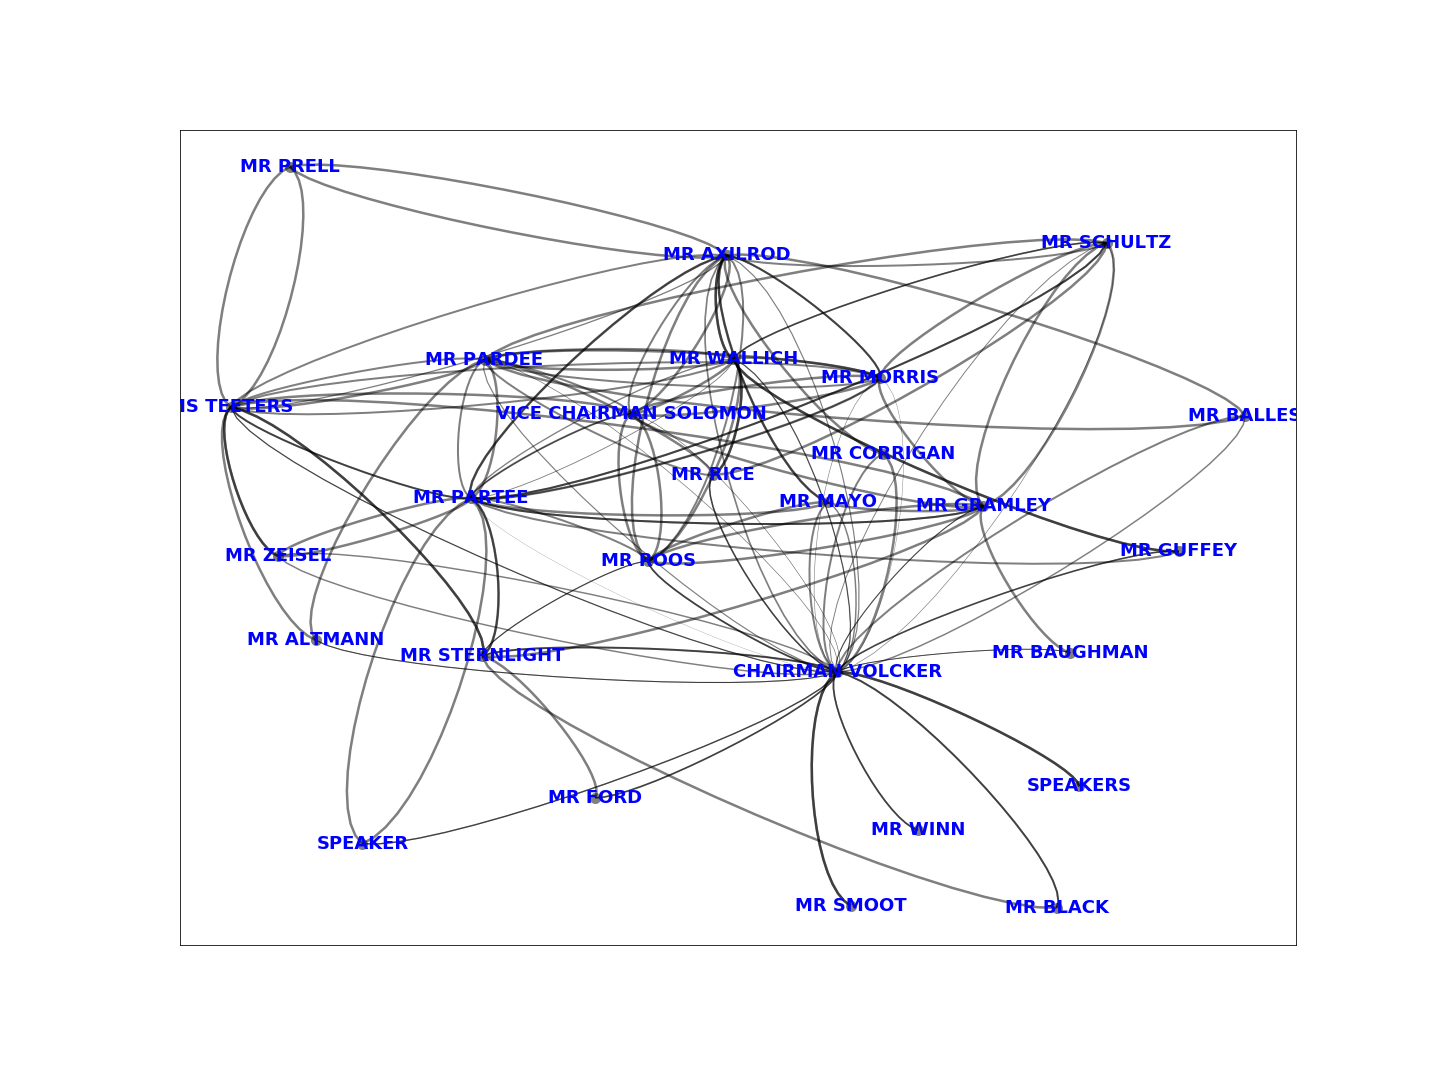 MR PRELL
MR SCHULTZ
MR AXILROD
MR PARDEE
MR WALLICH
MR MORRIS
IS TEETERS
VICE CHAIRMAN SOLOMON
MR BALLES
MR CORRIGAN
MR RICE
MR PARTEE
MR MAYO
MR GRAMLEY
MR ZEISEL
MR ROOS
MR GUFFEY
MR ALTMANN
MR STERNLIGHT
MR BAUGHMAN
CHAIRMAN VOLCKER
SPEAKERS
MR FORD
MR WINN
SPEAKER
MR SMOOT
MR BLACK